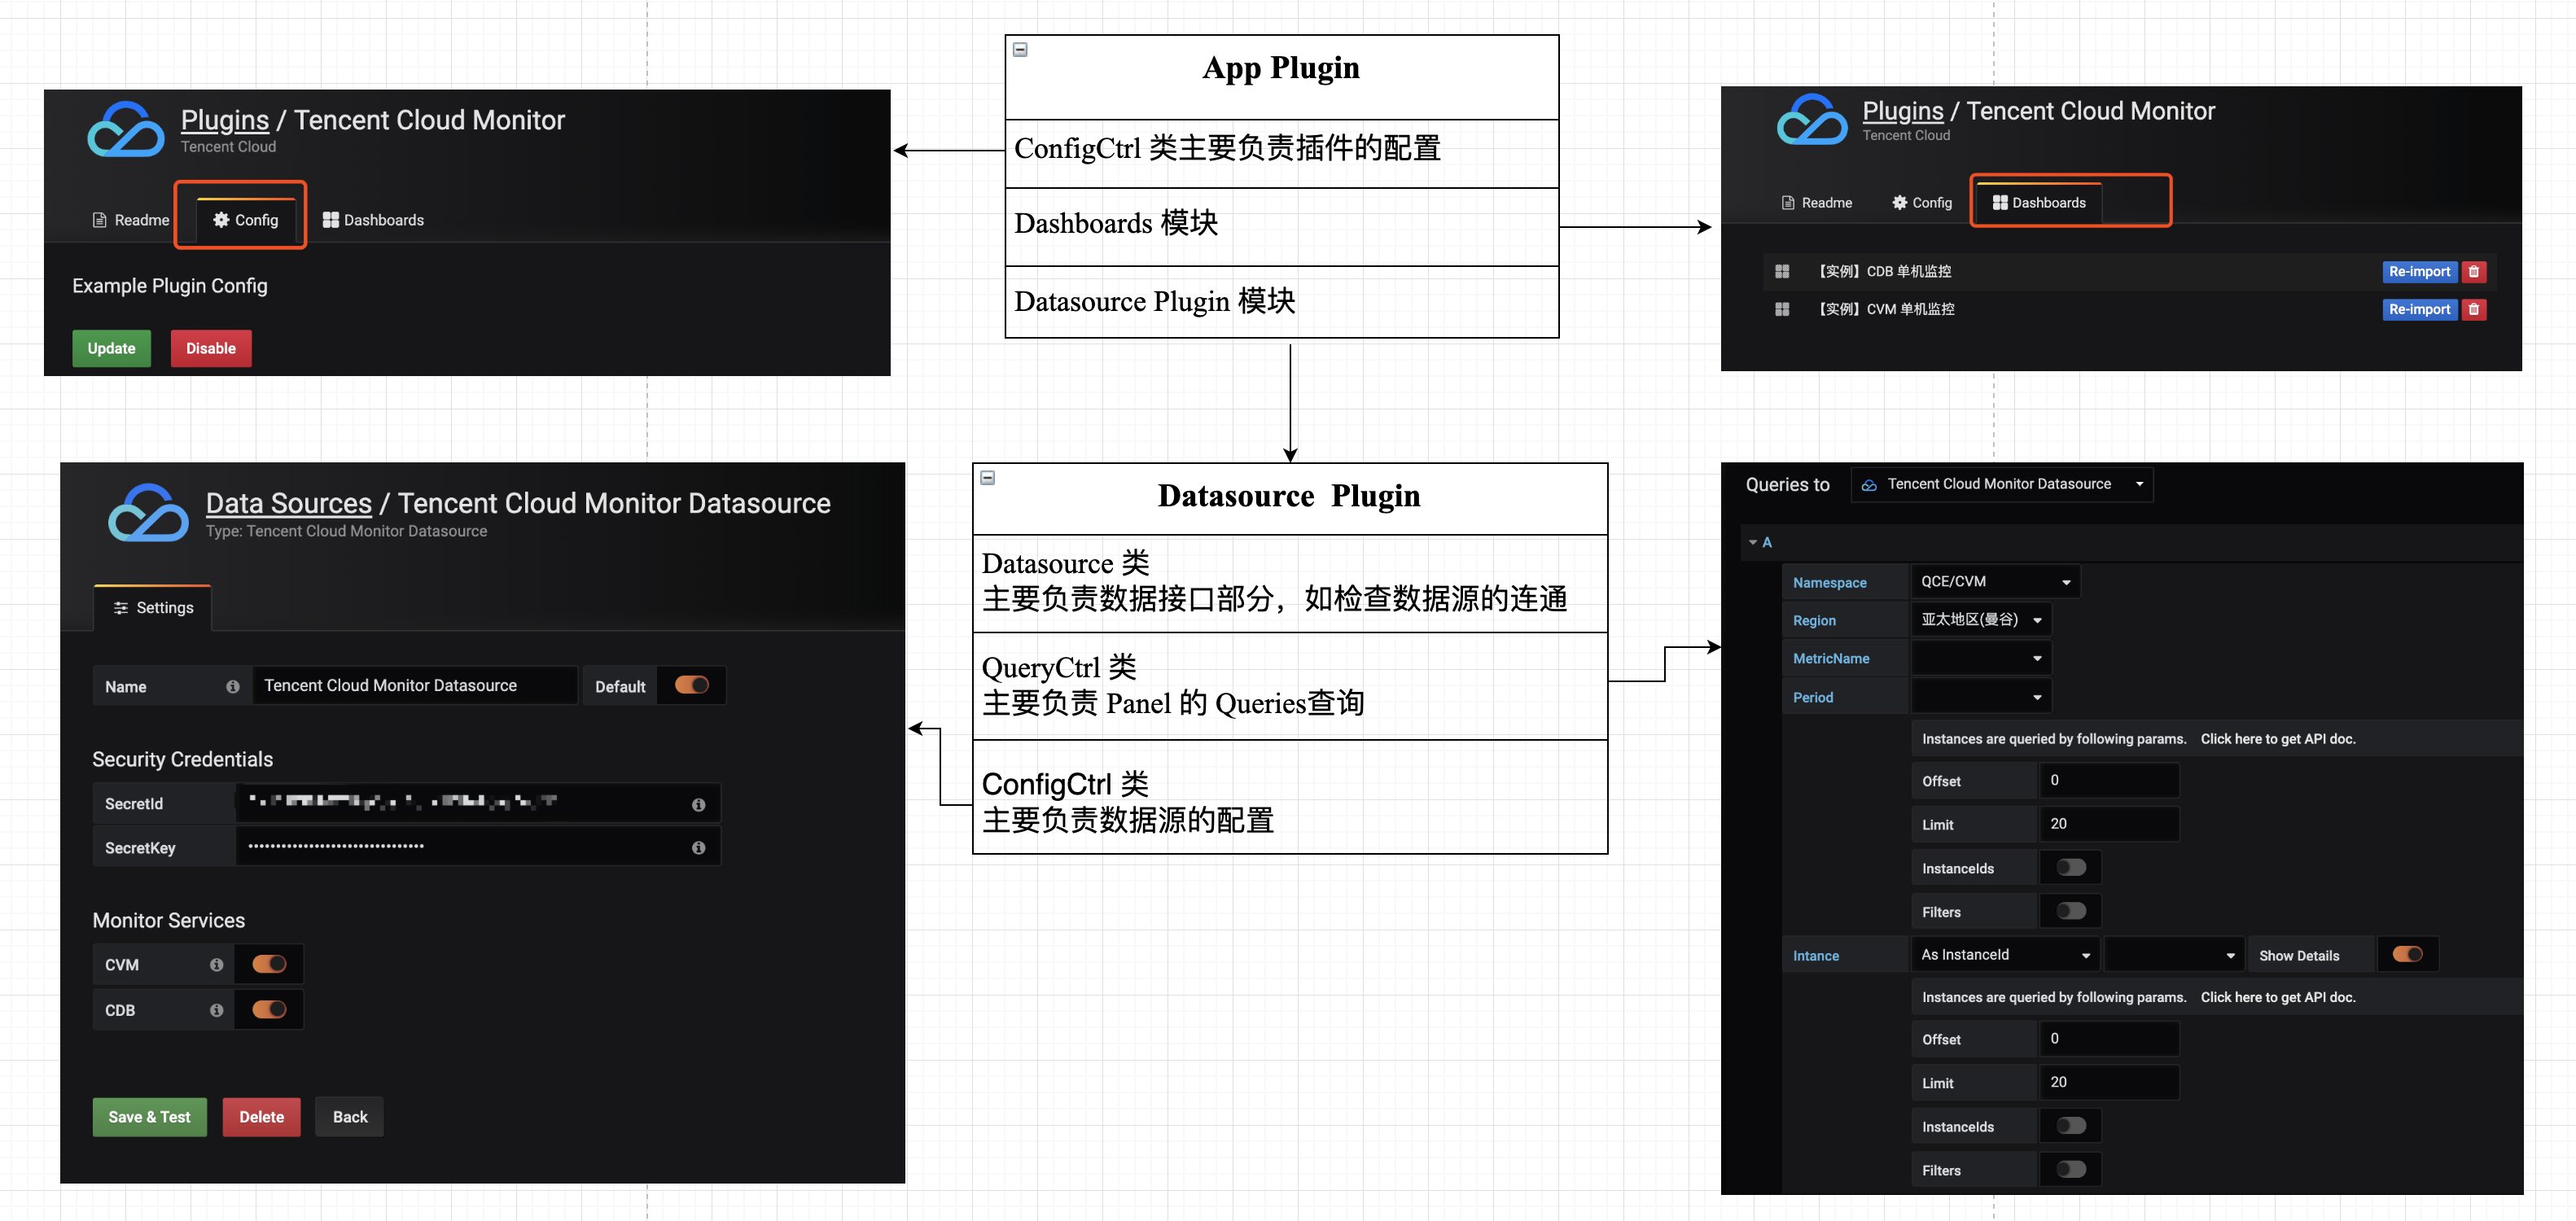 App Plugin
ConfigCtrl 类主要负责插件的配置
Dashboards 模块
Datasource Plugin 模块
Plugins / Tencent Cloud Monitor
Tencent Cloud
Readme
Config
Dashboards
Example Plugin Config
Update
Disable
Plugins / Tencent Cloud Monitor
Tencent Cloud
Readme
Config
Dashboards
【实例】CDB 单机监控
Re-import
【实例】CVM 单机监控
Re-import
Data Sources / Tencent Cloud Monitor Datasource
Type: Tencent Cloud Monitor Datasource
Settings
Name
Tencent Cloud Monitor Datasource
Default
Security Credentials
SecretId
SecretKey
Monitor Services
CVM
CDB
Save & Test
Delete
Back
Datasource Plugin
Datasource 类
主要负责数据接口部分，如检查数据源的连通
QueryCtrl 类
主要负责 Panel 的 Queries查询
ConfigCtrl 类
主要负责数据源的配置
Queries to
Tencent Cloud Monitor Datasource
A
Namespace
QCE/CVM
Region
亚太地区(曼谷)
MetricName
Period
Instances are queried by following params. Click here to get API doc.
Offset
0
Limit
20
InstanceIds
Filters
Intance
As InstanceId
Show Details
Instances are queried by following params. Click here to get API doc.
Offset
0
Limit
20
InstanceIds
Filters